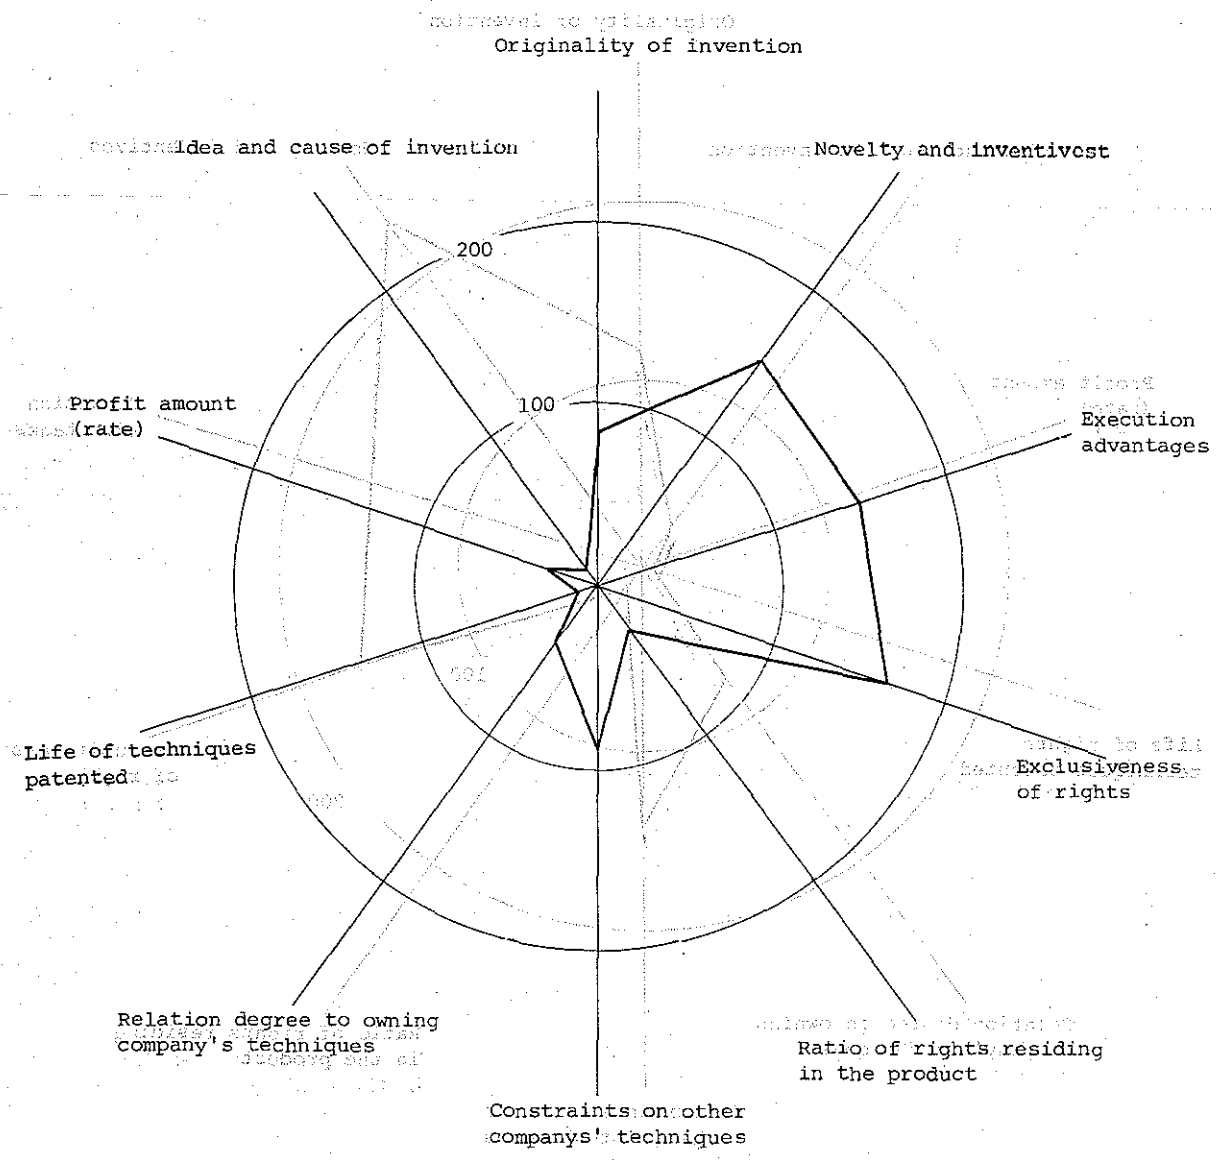 Originality of invention
Idea and cause of invention
Novelty and inventivest
200
100
Profit amount
(rate)
Execution
advantages
Life of techniques
patented
Exclusiveness
of rights
Relation degree to owning
company's techniques
Ratio of rights residing
in the product
Constraints on other
companys' techniques